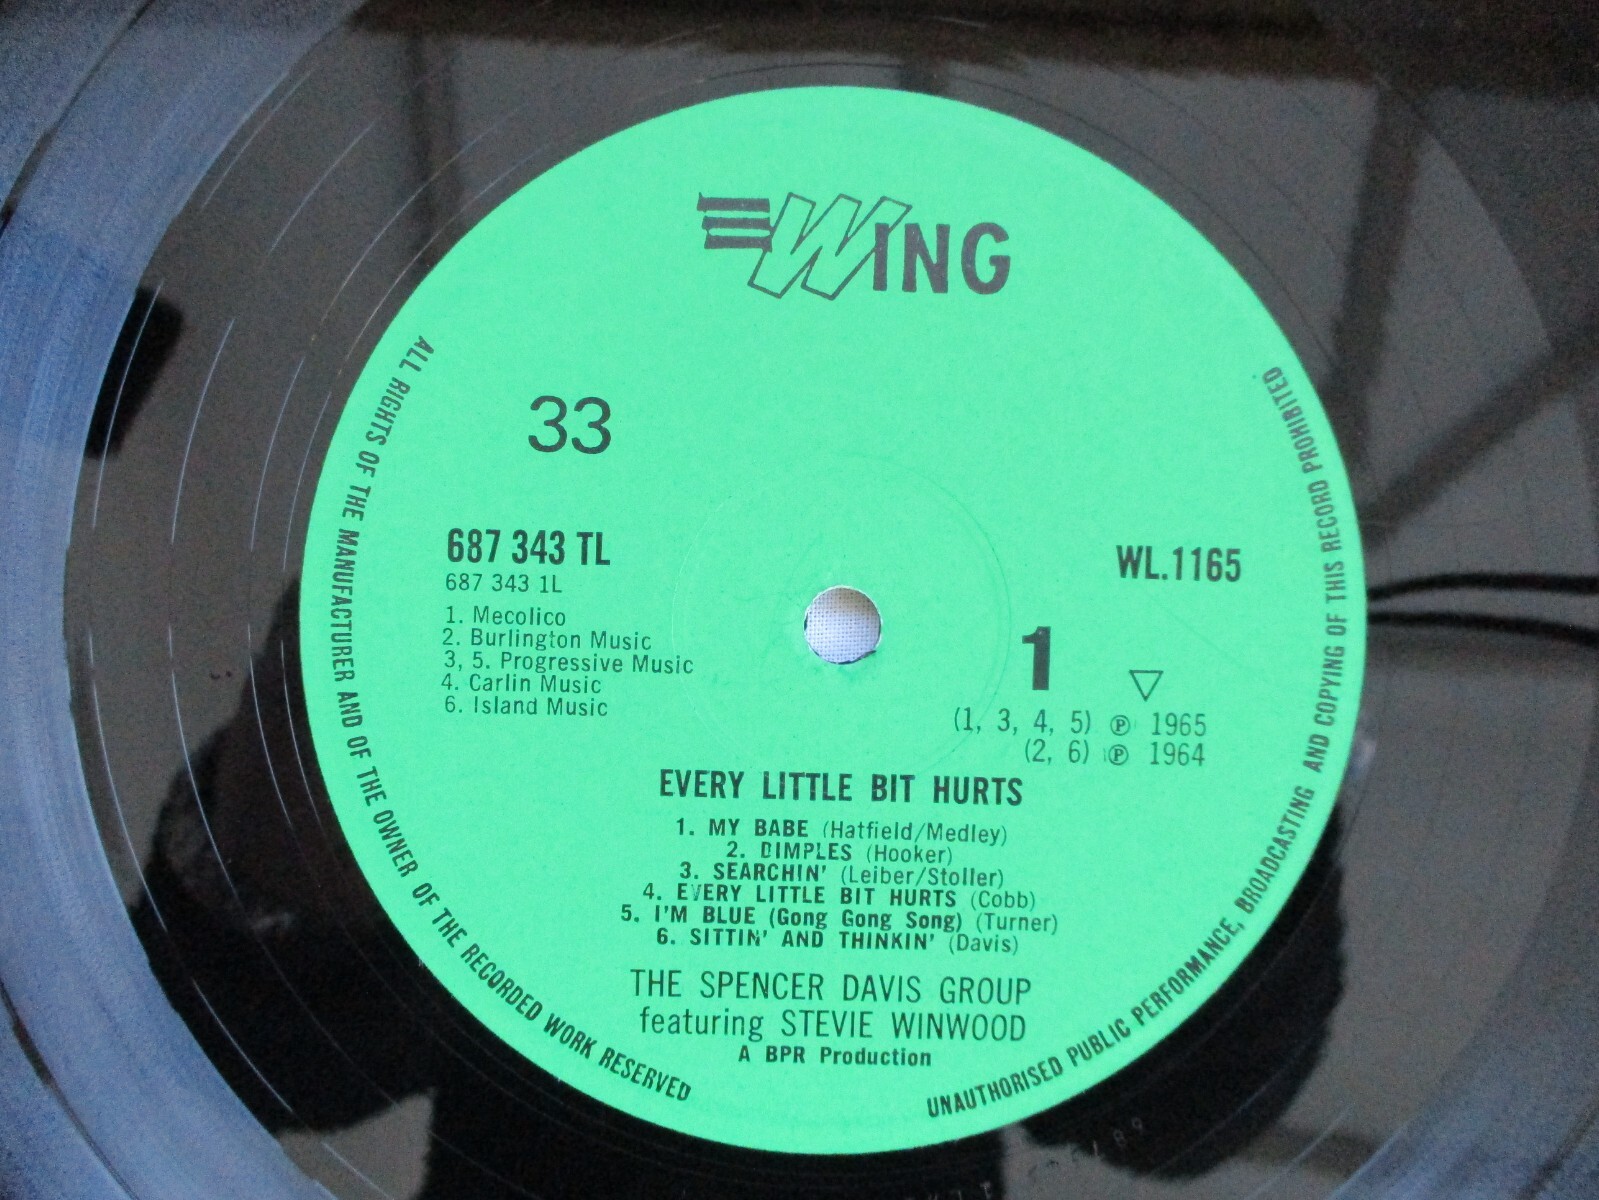 WING
33
687 343 TL
687 343 1L
WL.1165
1. Mecolico
2. Burlington Music
3, 5. Progressive Music
4. Carlin Music
6. Island Music
1
(1, 3, 4, 5) ℗ 1965
(2, 6) ℗ 1964
EVERY LITTLE BIT HURTS
1. MY BABE (Hatfield/Medley)
2. DIMPLES (Hooker)
3. SEARCHIN' (Leiber/Stoller)
4. EVERY LITTLE BIT HURTS (Cobb)
5. I'M BLUE (Gong Gong Song) (Turner)
6. SITTIN' AND THINKIN' (Davis)
THE SPENCER DAVIS GROUP
featuring STEVIE WINWOOD
A BPR Production
ALL RIGHTS OF THE MANUFACTURER AND OF THE OWNER OF THE RECORDED WORK RESERVED
UNAUTHORISED PUBLIC PERFORMANCE, BROADCASTING AND COPYING OF THIS RECORD PROHIBITED